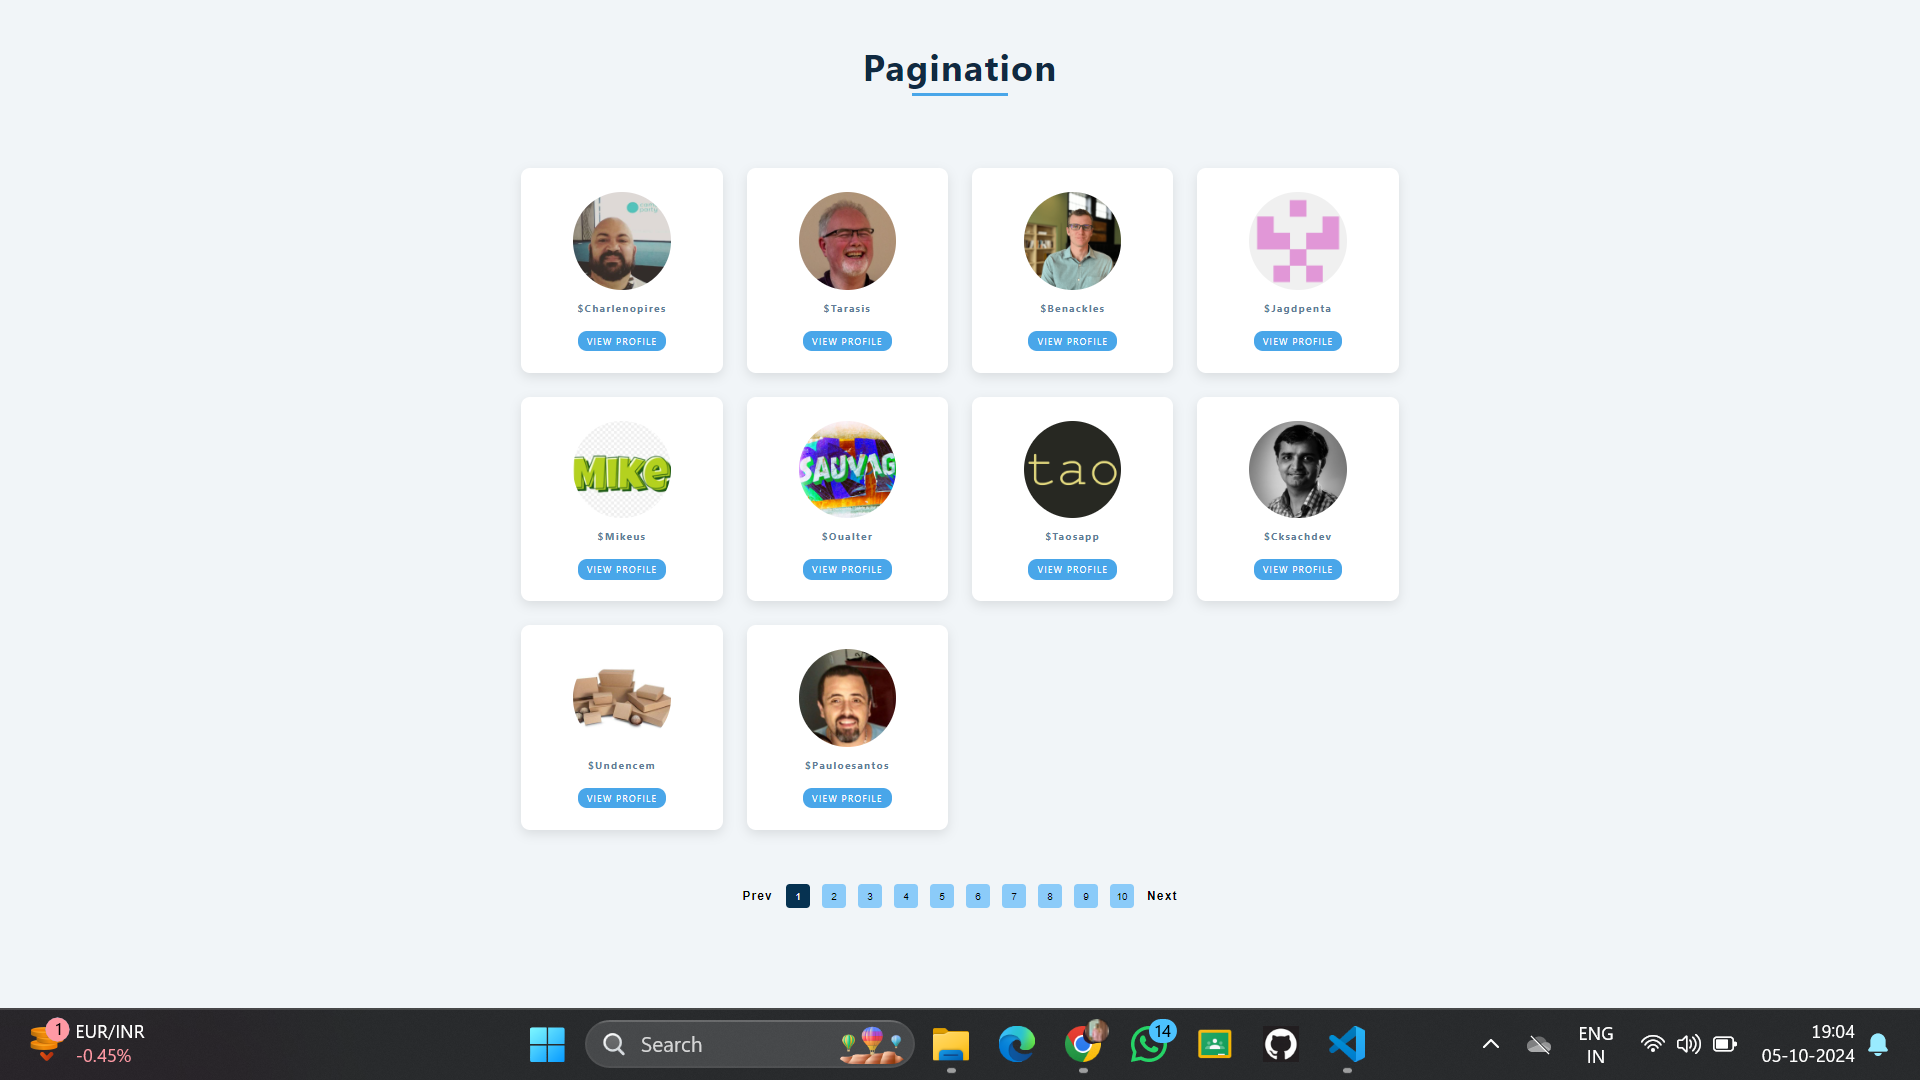 Pagination
$Charlenopires
$Tarasis
$Benackles
$Jagdpenta
VIEW PROFILE
VIEW PROFILE
VIEW PROFILE
VIEW PROFILE
MIKE
SAUVAG
tao
$Mikeus
$Oualter
$Taosapp
$Cksachdev
VIEW PROFILE
VIEW PROFILE
VIEW PROFILE
VIEW PROFILE
$Undencem
$Pauloesantos
VIEW PROFILE
VIEW PROFILE
Prev 1 2 3 4 5 6 7 8 9 10 Next
1
EUR/INR
-0.45%
Search
14
ENG
IN
19:04
05-10-2024